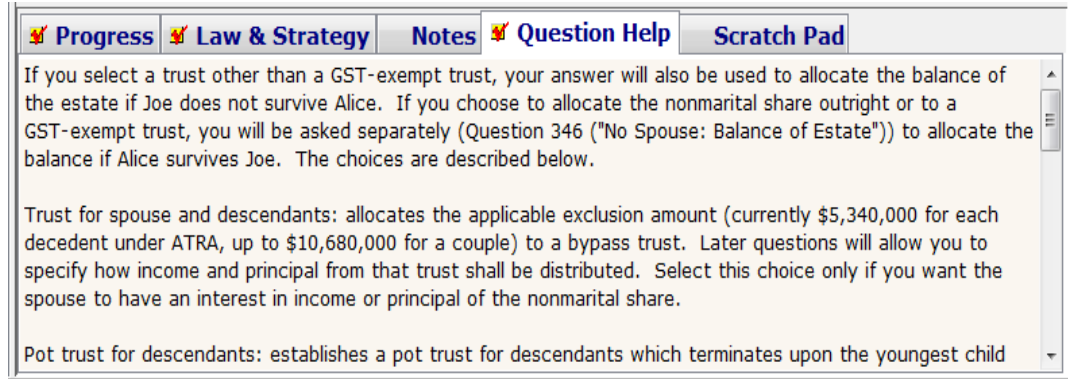 Progress Law & Strategy Notes Question Help Scratch Pad
If you select a trust other than a GST-exempt trust, your answer will also be used to allocate the balance of
the estate if Joe does not survive Alice.  If you choose to allocate the nonmarital share outright or to a
GST-exempt trust, you will be asked separately (Question 346 ("No Spouse: Balance of Estate")) to allocate the
balance if Alice survives Joe.  The choices are described below.
Trust for spouse and descendants: allocates the applicable exclusion amount (currently $5,340,000 for each
decedent under ATRA, up to $10,680,000 for a couple) to a bypass trust.  Later questions will allow you to
specify how income and principal from that trust shall be distributed.  Select this choice only if you want the
spouse to have an interest in income or principal of the nonmarital share.
Pot trust for descendants: establishes a pot trust for descendants which terminates upon the youngest child